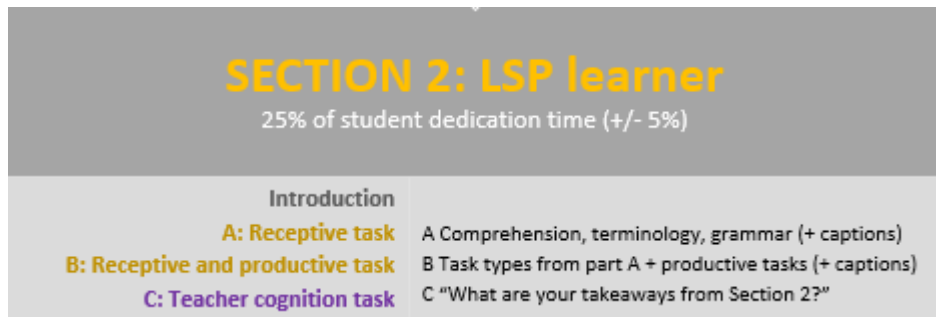 SECTION 2: LSP learner
25% of student dedication time (+/- 5%)
Introduction
A: Receptive task
A Comprehension, terminology, grammar (+ captions)
B: Receptive and productive task
B Task types from part A + productive tasks (+ captions)
C: Teacher cognition task
C “What are your takeaways from Section 2?”